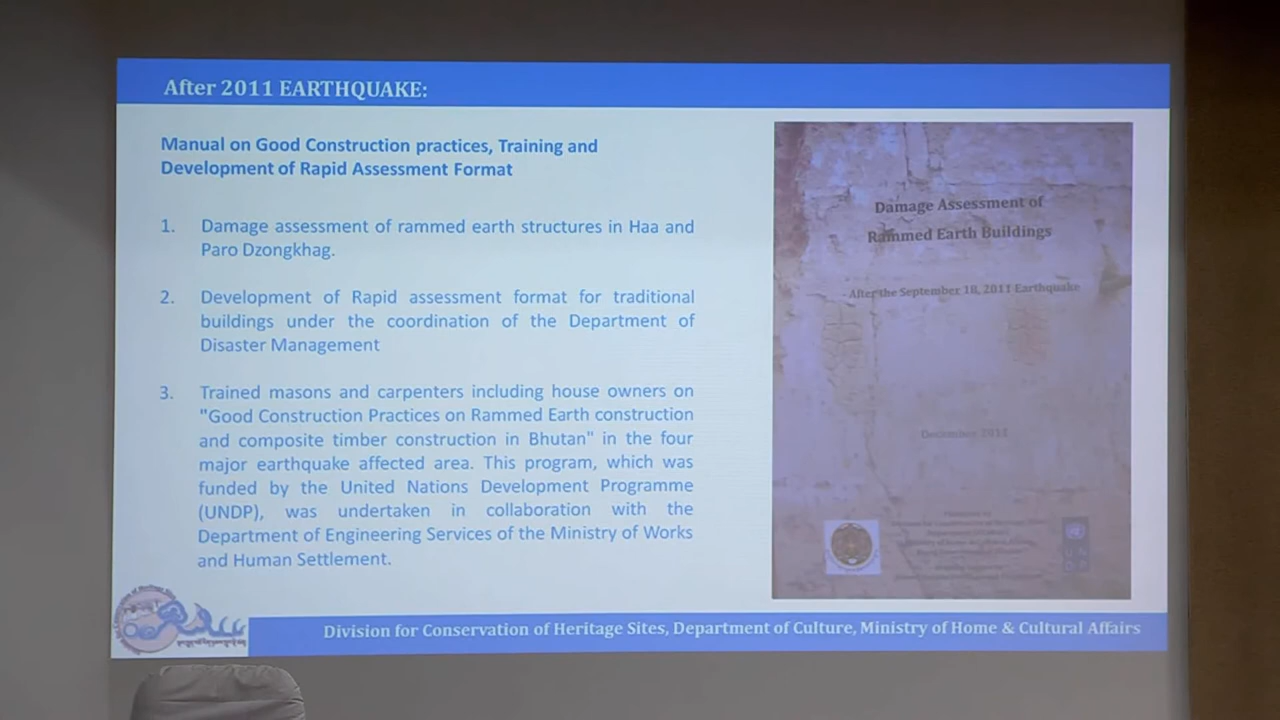 After 2011 EARTHQUAKE:
Manual on Good Construction practices, Training and
Development of Rapid Assessment Format
1. Damage assessment of rammed earth structures in Haa and
Paro Dzongkhag.
2. Development of Rapid assessment format for traditional
buildings under the coordination of the Department of
Disaster Management
3. Trained masons and carpenters including house owners on
"Good Construction Practices on Rammed Earth construction
and composite timber construction in Bhutan" in the four
major earthquake affected area. This program, which was
funded by the United Nations Development Programme
(UNDP), was undertaken in collaboration with the
Department of Engineering Services of the Ministry of Works
and Human Settlement.
Damage Assessment of
Rammed Earth Buildings
After the September 18, 2011 Earthquake
December 2011
U N
D P
Division for Conservation of Heritage Sites, Department of Culture, Ministry of Home & Cultural Affairs